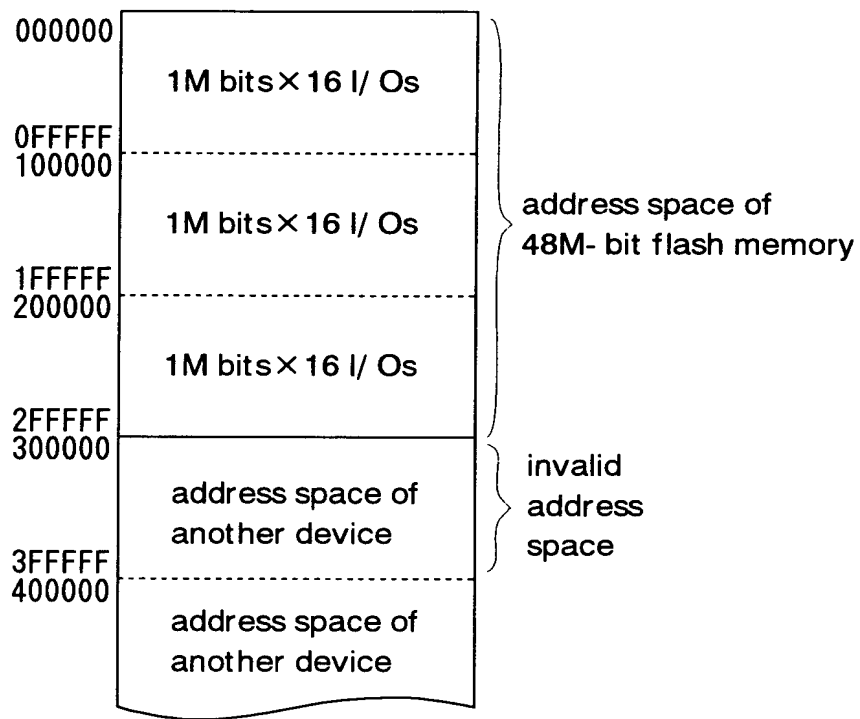 000000
1M bits×16 I/ Os
0FFFFF
100000
1M bits×16 I/ Os
address space of
48M- bit flash memory
1FFFFF
200000
1M bits×16 I/ Os
2FFFFF
300000
address space of
another device
invalid
address
space
3FFFFF
400000
address space of
another device